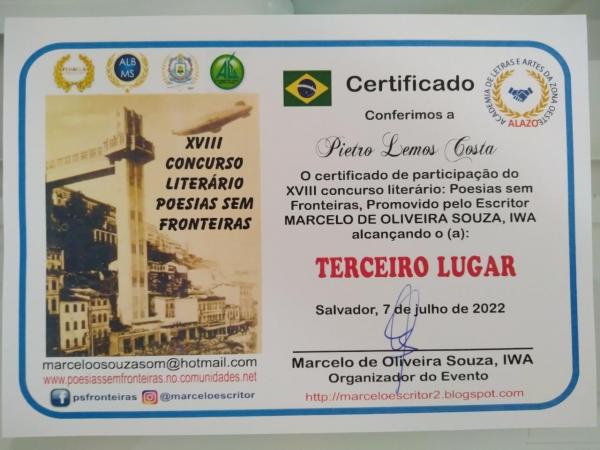 ALB
MS
XVIII
CONCURSO
LITERÁRIO
POESIAS SEM
FRONTEIRAS
marceloosouzasom@hotmail.com
www.poesiassemfronteiras.no.comunidades.net
psfronteiras @marceloescritor
Certificado
ACADEMIA DE LETRAS E ARTES DA ZONA OESTE
ALAZO
Conferimos a
Pietro Lemos Costa
O certificado de participação do
XVIII concurso literário: Poesias sem
Fronteiras, Promovido pelo Escritor
MARCELO DE OLIVEIRA SOUZA, IWA
alcançando o (a):
TERCEIRO LUGAR
Salvador, 7 de julho de 2022
Marcelo de Oliveira Souza, IWA
Organizador do Evento
http://marceloescritor2.blogspot.com